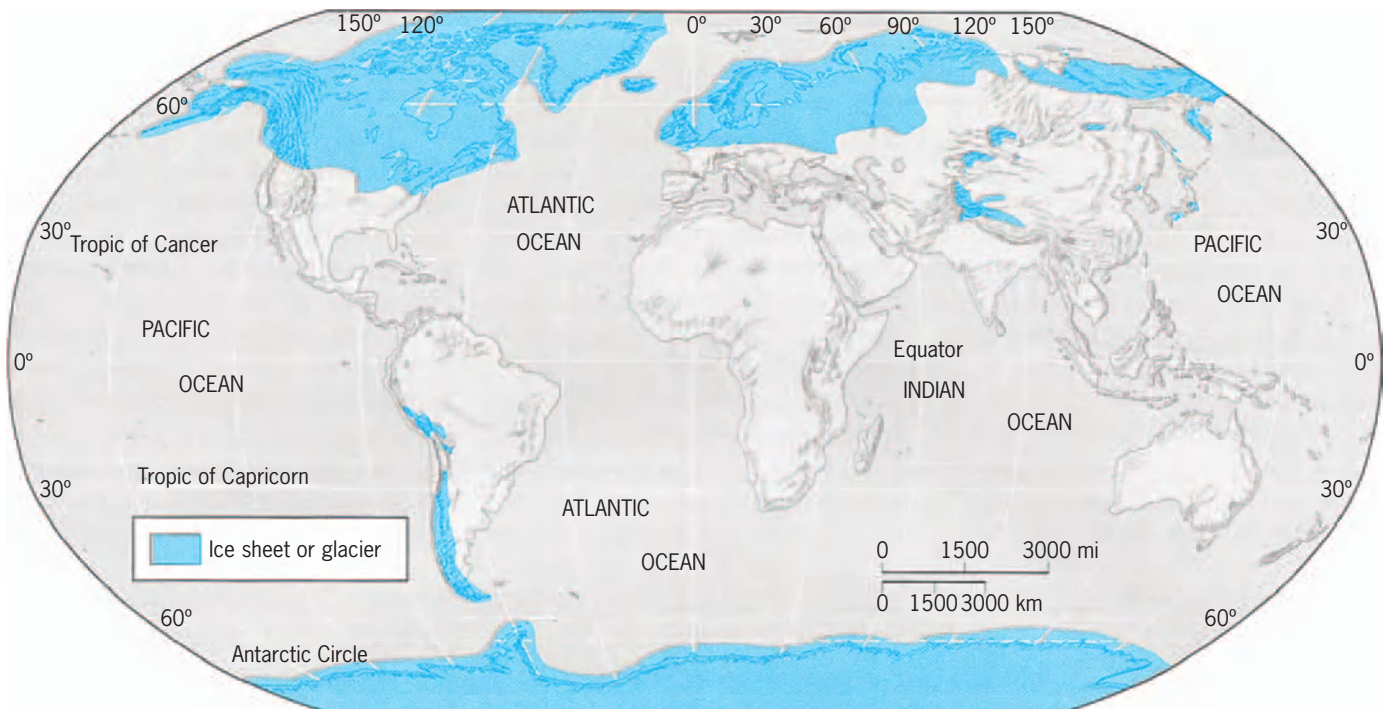 150º 120º 0º 30º 60º 90º 120º 150º
60º
ATLANTIC
OCEAN
30º
Tropic of Cancer
PACIFIC
30º
OCEAN
PACIFIC
OCEAN
Equator
0º
0º
INDIAN
OCEAN
Tropic of Capricorn
30º
30º
ATLANTIC
OCEAN
Ice sheet or glacier
0 1500 3000 mi
0 1500 3000 km
60º
60º
Antarctic Circle